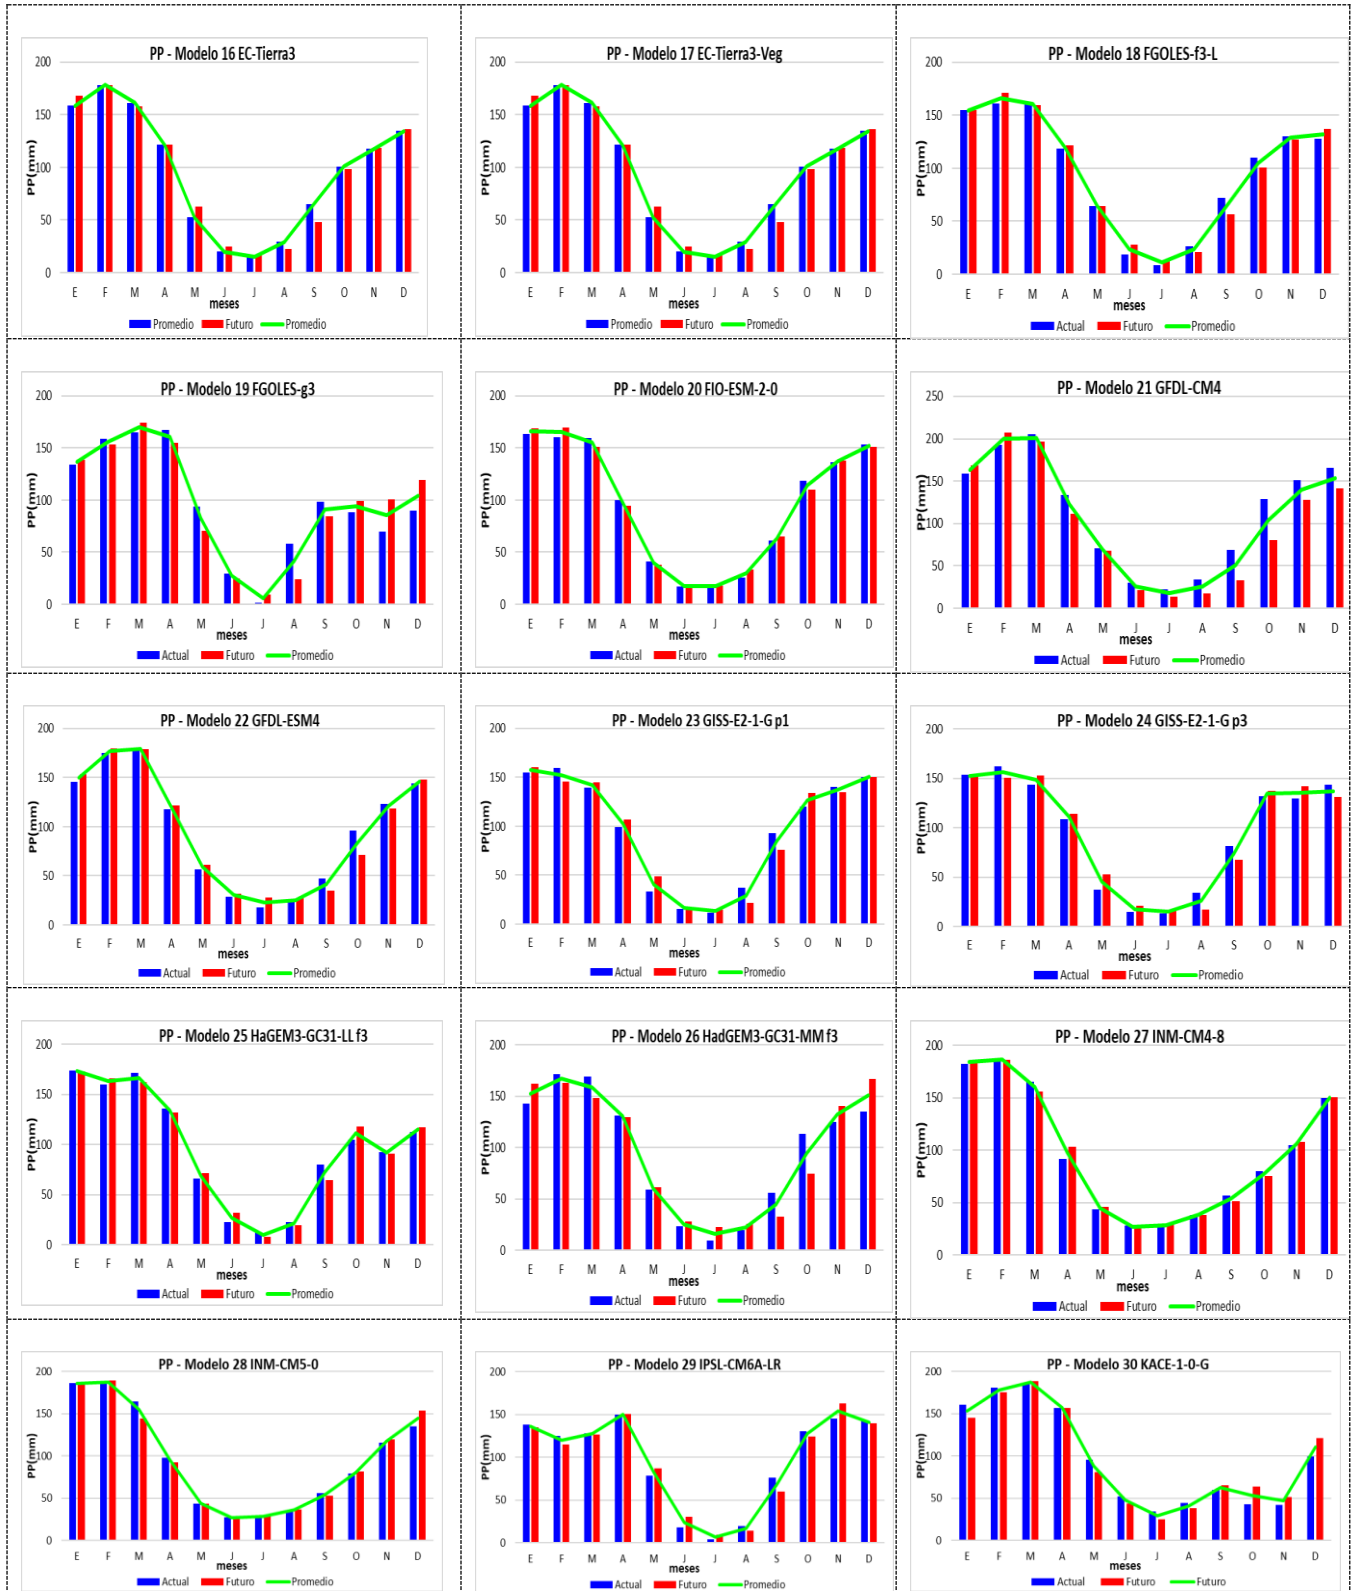 PP - Modelo 16 EC-Tierra3
200
150
100
50
0
PP(mm)
E F M A M J J A S O N D
meses
Promedio Futuro Promedio
PP - Modelo 17 EC-Tierra3-Veg
200
150
100
50
0
PP(mm)
E F M A M J J A S O N D
meses
Promedio Futuro Promedio
PP - Modelo 18 FGOLES-f3-L
200
150
100
50
0
PP(mm)
E F M A M J J A S O N D
meses
Actual Futuro Promedio
PP - Modelo 19 FGOLES-g3
200
150
100
50
0
PP(mm)
E F M A M J J A S O N D
meses
Actual Futuro Promedio
PP - Modelo 20 FIO-ESM-2-0
200
150
100
50
0
PP(mm)
E F M A M J J A S O N D
meses
Actual Futuro Promedio
PP - Modelo 21 GFDL-CM4
250
200
150
100
50
0
PP(mm)
E F M A M J J A S O N D
meses
Actual Futuro Promedio
PP - Modelo 22 GFDL-ESM4
200
150
100
50
0
PP(mm)
E F M A M J J A S O N D
meses
Actual Futuro Promedio
PP - Modelo 23 GISS-E2-1-G p1
200
150
100
50
0
PP(mm)
E F M A M J J A S O N D
meses
Actual Futuro Promedio
PP - Modelo 24 GISS-E2-1-G p3
200
150
100
50
0
PP(mm)
E F M A M J J A S O N D
meses
Actual Futuro Promedio
PP - Modelo 25 HaGEM3-GC31-LL f3
200
150
100
50
0
PP(mm)
E F M A M J J A S O N D
meses
Actual Futuro Promedio
PP - Modelo 26 HadGEM3-GC31-MM f3
200
150
100
50
0
PP(mm)
E F M A M J J A S O N D
meses
Actual Futuro Promedio
PP - Modelo 27 INM-CM4-8
200
150
100
50
0
PP(mm)
E F M A M J J A S O N D
meses
Actual Futuro Promedio
PP - Modelo 28 INM-CM5-0
200
150
100
50
0
PP(mm)
E F M A M J J A S O N D
meses
Actual Futuro Promedio
PP - Modelo 29 IPSL-CM6A-LR
200
150
100
50
0
PP(mm)
E F M A M J J A S O N D
meses
Actual Futuro Promedio
PP - Modelo 30 KACE-1-0-G
200
150
100
50
0
PP(mm)
E F M A M J J A S O N D
meses
Actual Futuro Futuro